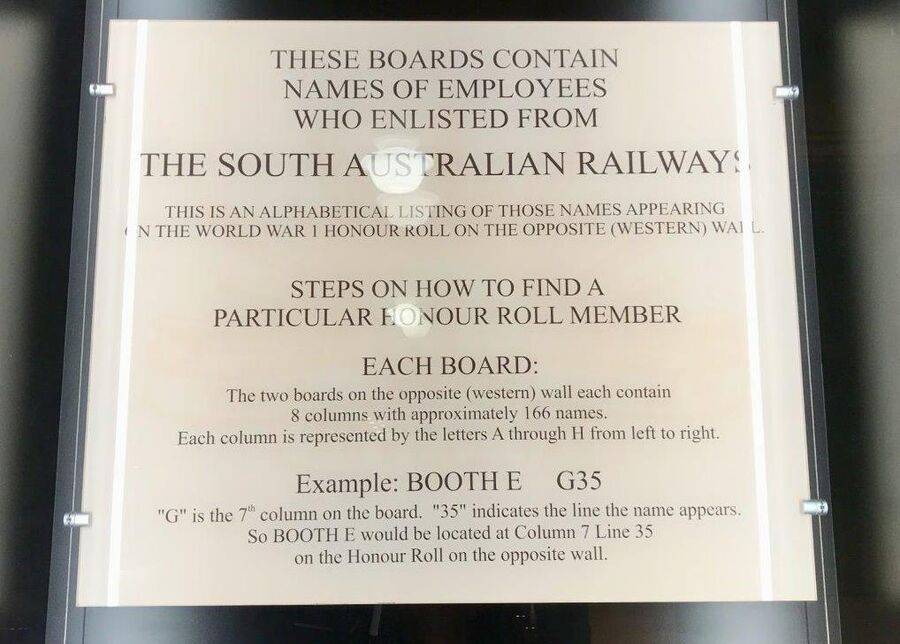 THESE BOARDS CONTAIN
NAMES OF EMPLOYEES
WHO ENLISTED FROM
THE SOUTH AUSTRALIAN RAILWAYS
THIS IS AN ALPHABETICAL LISTING OF THOSE NAMES APPEARING
ON THE WORLD WAR 1 HONOUR ROLL ON THE OPPOSITE (WESTERN) WALL.
STEPS ON HOW TO FIND A
PARTICULAR HONOUR ROLL MEMBER
EACH BOARD:
The two boards on the opposite (western) wall each contain
8 columns with approximately 166 names.
Each column is represented by the letters A through H from left to right.
Example: BOOTH E G35
"G" is the 7th column on the board. "35" indicates the line the name appears.
So BOOTH E would be located at Column 7 Line 35
on the Honour Roll on the opposite wall.